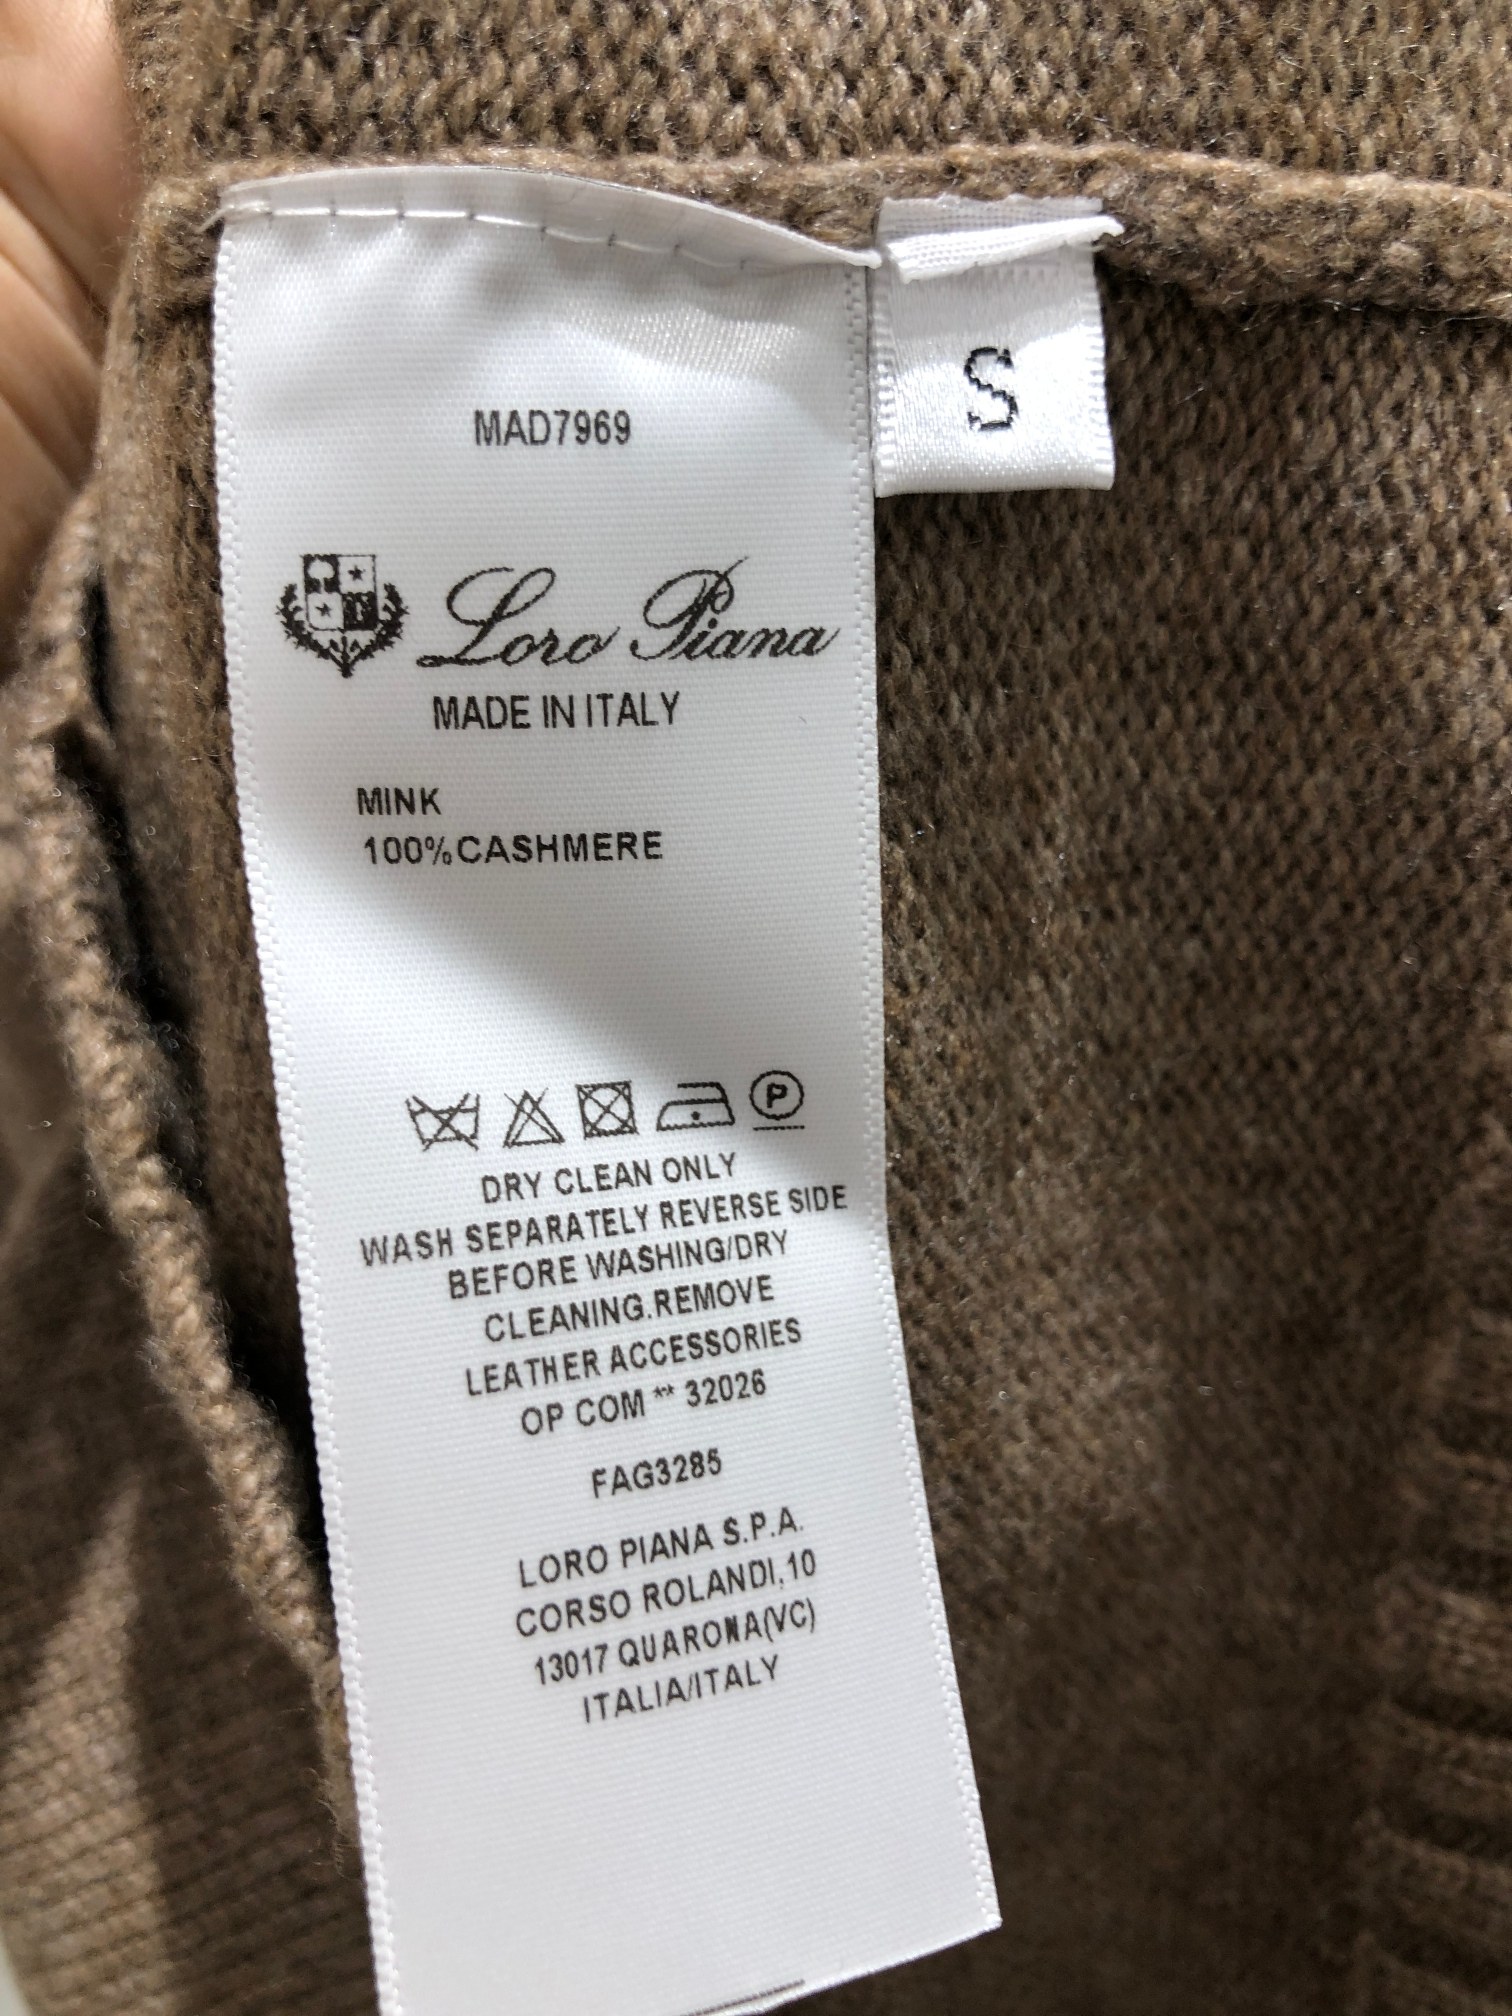 MAD7969
S
Loro Piana
MADE IN ITALY
MINK
100%CASHMERE
P
DRY CLEAN ONLY
WASH SEPARATELY REVERSE SIDE
BEFORE WASHING/DRY
CLEANING.REMOVE
LEATHER ACCESSORIES
OP COM ** 32026
FAG3285
LORO PIANA S.P.A.
CORSO ROLANDI,10
13017 QUARONA(VC)
ITALIA/ITALY